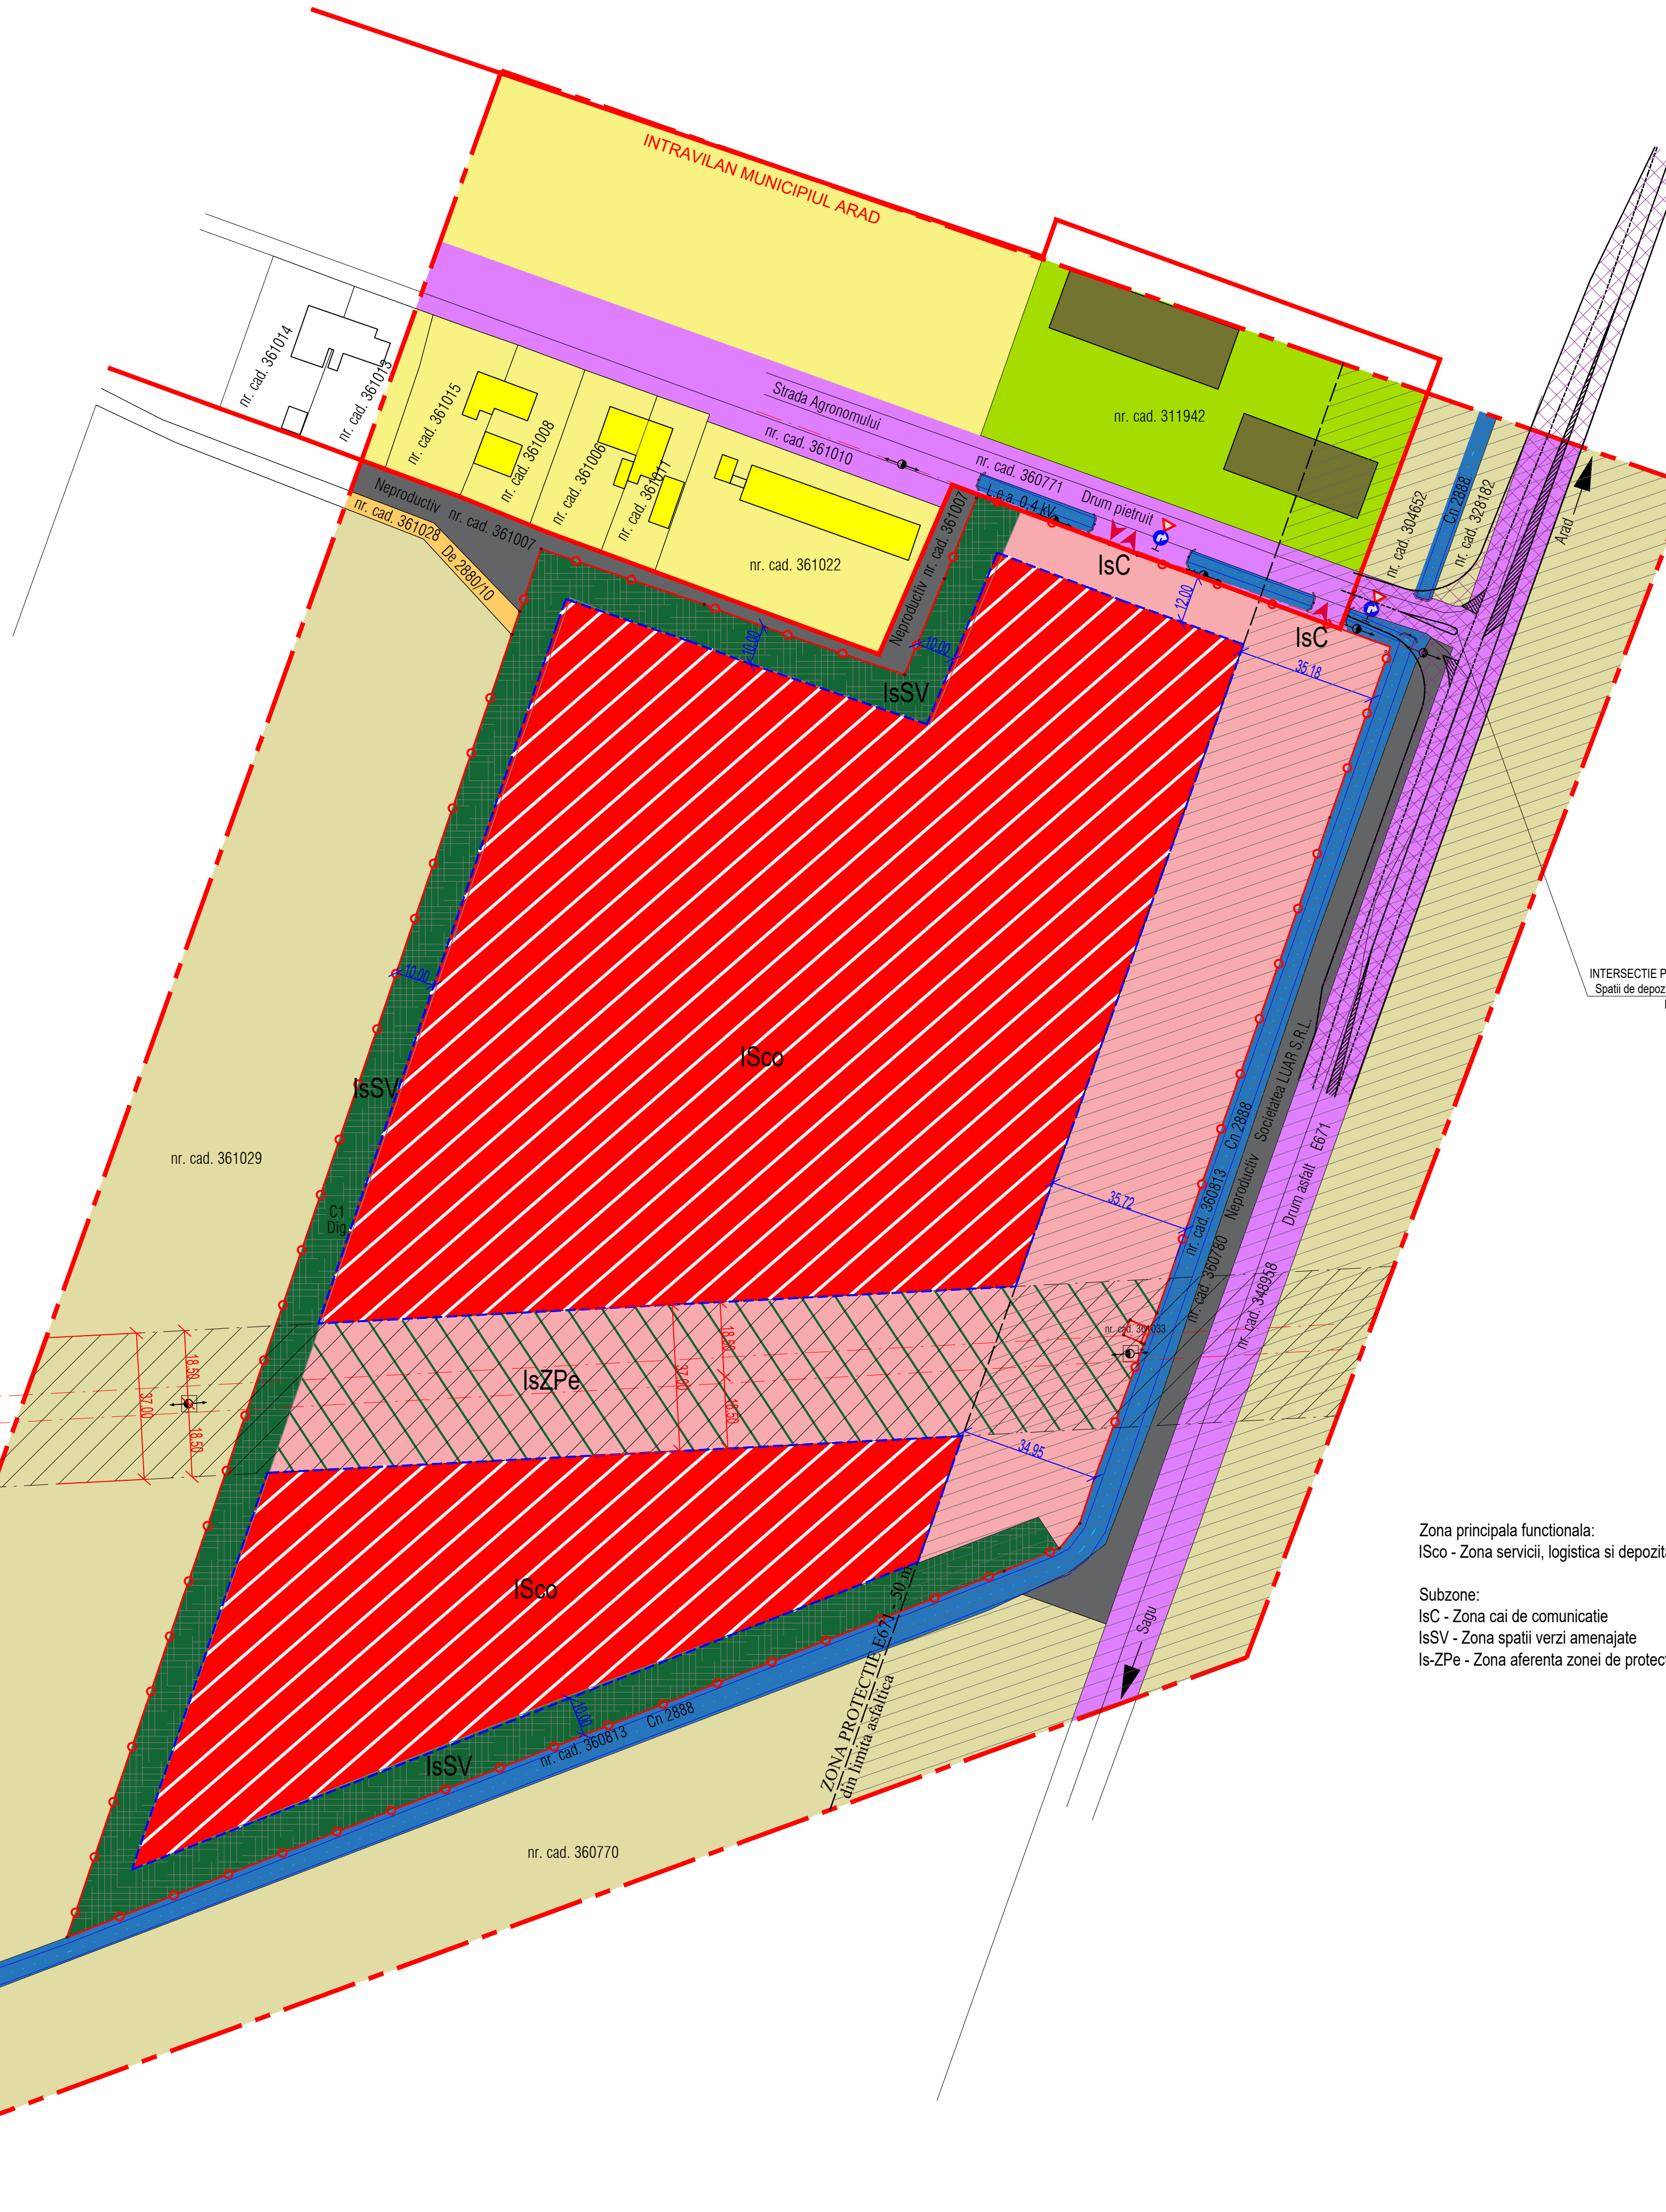 INTRAVILAN MUNICIPIUL ARAD
nr. cad. 361014
nr. cad. 361013
nr. cad. 361015
nr. cad. 361008
nr. cad. 361006
nr. cad. 361011
nr. cad. 361022
Strada Agronomului
nr. cad. 361010
nr. cad. 360771 Drum pietruit
L.e.a. 0,4 kV
nr. cad. 311942
nr. cad. 304652
Cn 2888
nr. cad. 328182
Arad
Neproductiv nr. cad. 361007
nr. cad. 361028
De 2880/10
Neproductiv nr. cad. 361007
IsC
IsC
12.00
10.00
10.00
35.18
IsSV
10.00
ISco
IsSV
INTERSECTIE P
Spatii de depoz
nr. cad. 361029
C1
Dig
35.72
nr. cad. 360813 Cn 2888
nr. cad. 360780 Neproductiv Societatea LUAR S.R.L.
nr. cad. 348958 Drum asfalt E671
nr. cad. 361033
18.50
37.00
18.50
18.50
37.00
18.50
IsZPe
34.95
ISco
ZONA PROTECTIE E671 - 50 m
din limita asfaltica
Sagu
10.00
nr. cad. 360813 Cn 2888
IsSV
nr. cad. 360770
Zona principala functionala:
ISco - Zona servicii, logistica si depozit
Subzone:
IsC - Zona cai de comunicatie
IsSV - Zona spatii verzi amenajate
Is-ZPe - Zona aferenta zonei de protec